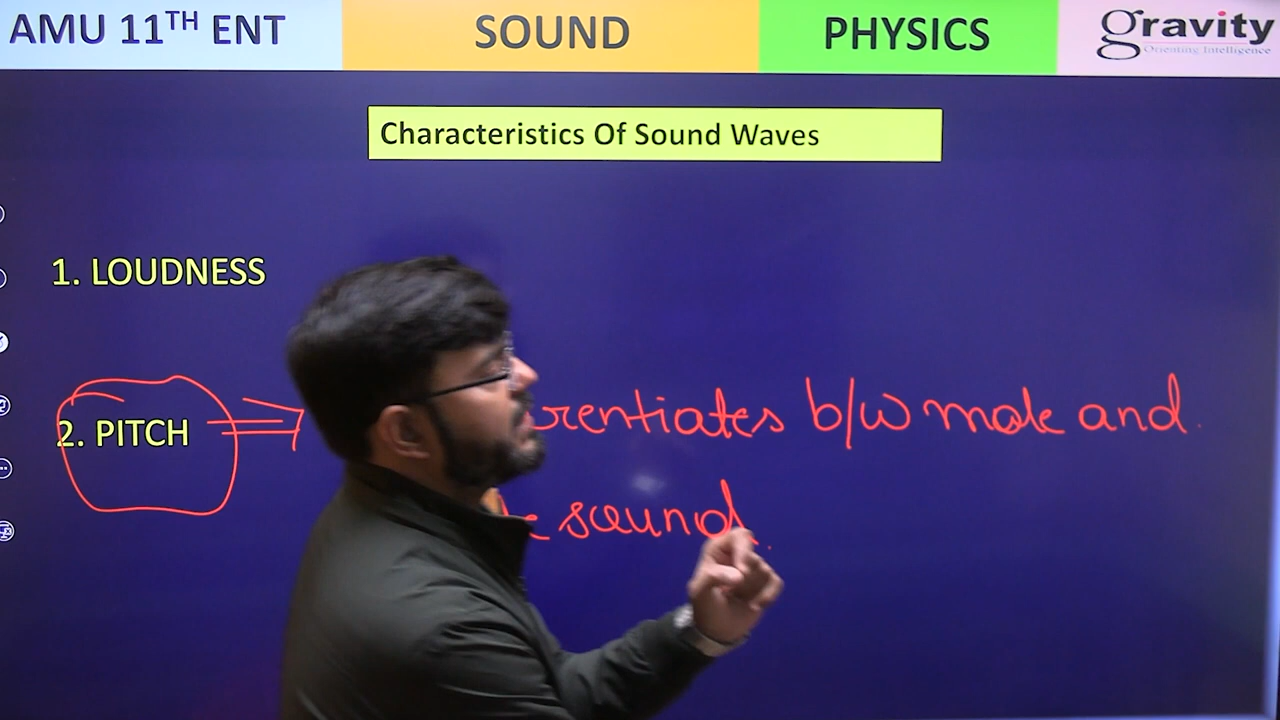 AMU 11TH ENT
SOUND
PHYSICS
gravity
Orienting Intelligence
Characteristics Of Sound Waves
1. LOUDNESS
2. PITCH
b/w male and
sound.